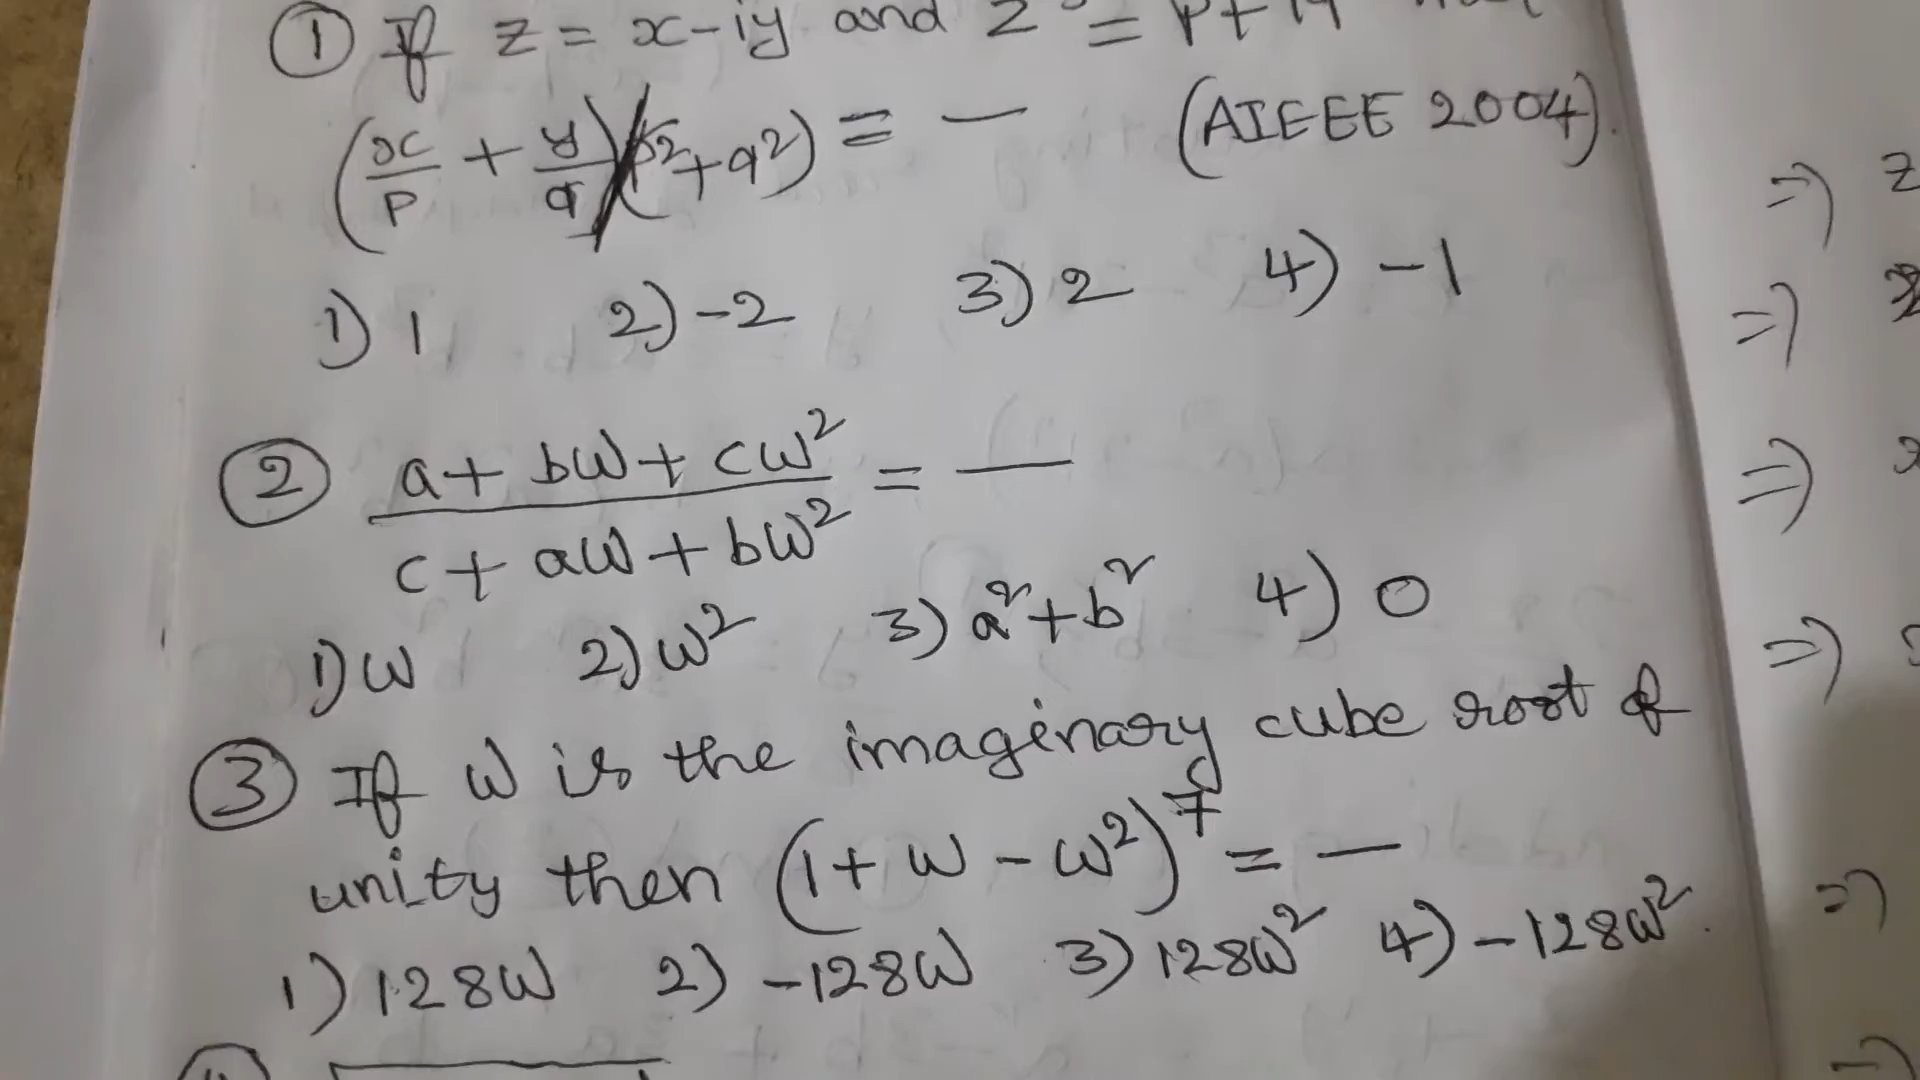 ① If z = x-iy and z = p+iq
(x/p + y/q)/(p²+q²) = — (AIEEE 2004).
1) 1 2) -2 3) 2 4) -1
② a+bω+cω² / c+aω+bω² = —
1) ω 2) ω² 3) a²+b² 4) 0
③ If ω is the imaginary cube root of
unity then (1+ω-ω²)⁷ = —
1) 128ω 2) -128ω 3) 128ω² 4) -128ω².
⇒ z
⇒
⇒
⇒
⇒
⇒